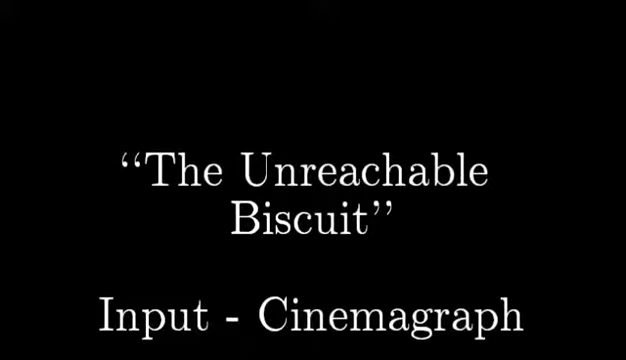 “The Unreachable
Biscuit”
Input - Cinemagraph